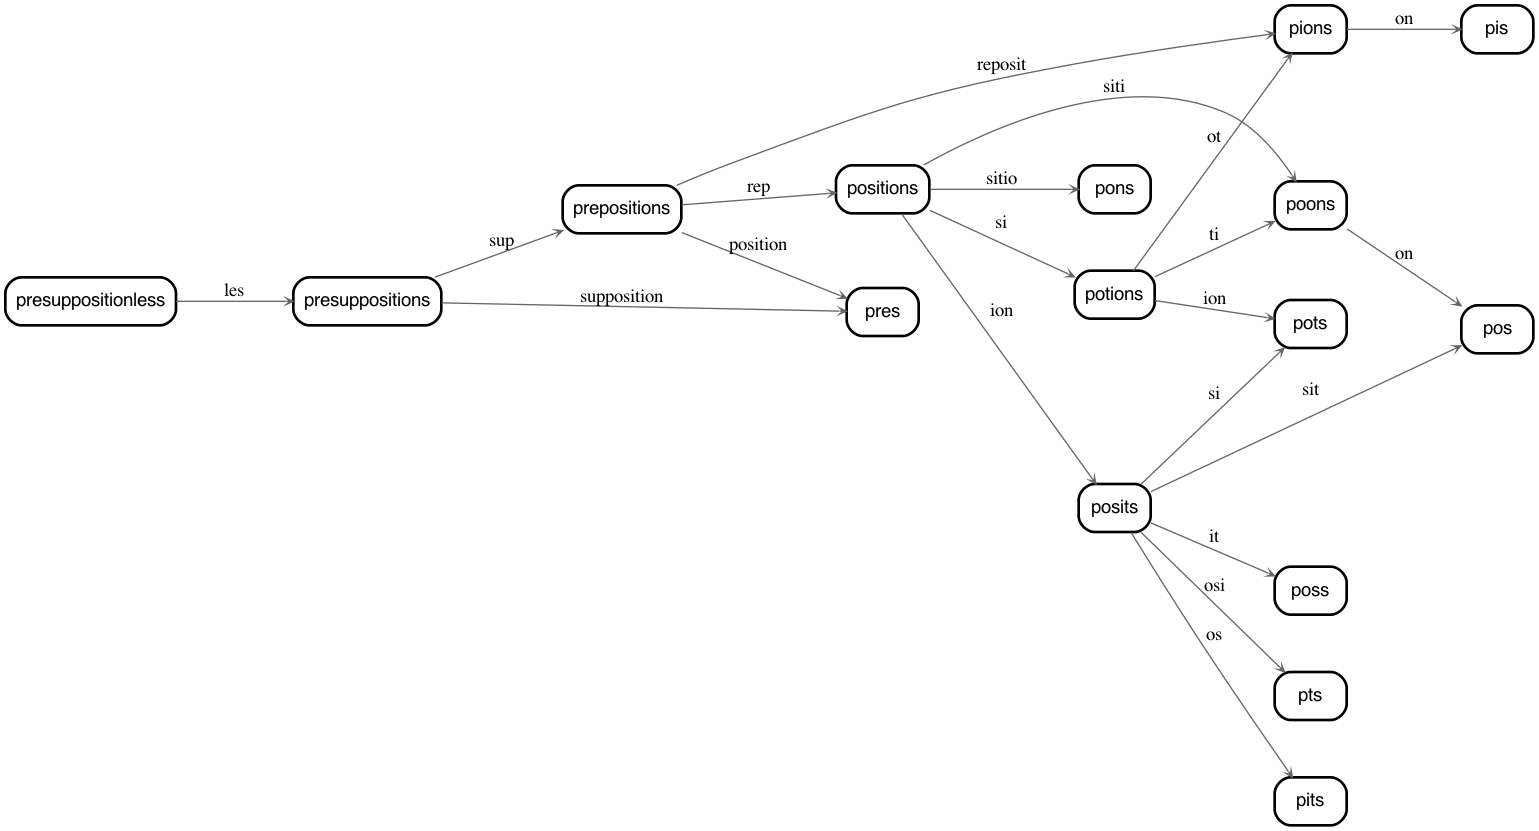 pions
on
pis
reposit
siti
ot
rep
positions
sitio
pons
poons
prepositions
si
ti
on
sup
position
presuppositionless
les
presuppositions
supposition
pres
potions
ion
pots
pos
ion
si
sit
posits
it
poss
osi
os
pts
pits